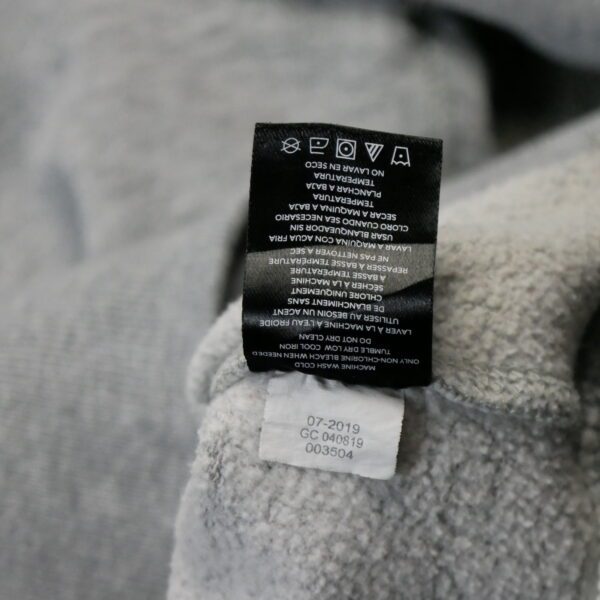 MACHINE WASH COLD
ONLY NON-CHLORINE BLEACH WHEN NEEDED
TUMBLE DRY LOW COOL IRON
DO NOT DRY CLEAN
LAVER À LA MACHINE À L'EAU FROIDE
UTILISER AU BESOIN UN AGENT
DE BLANCHIMENT SANS
CHLORE UNIQUEMENT
SÉCHER À LA MACHINE
À BASSE TEMPÉRATURE
REPASSER À BASSE TEMPÉRATURE
NE PAS NETTOYER À SEC
LAVAR A MAQUINA CON AGUA FRIA
USAR BLANQUEADOR SIN
CLORO CUANDO SEA NECESARIO
SECAR A MAQUINA A BAJA
TEMPERATURA
PLANCHAR A BAJA
TEMPERATURA
NO LAVAR EN SECO
07-2019
GC 040819
003504